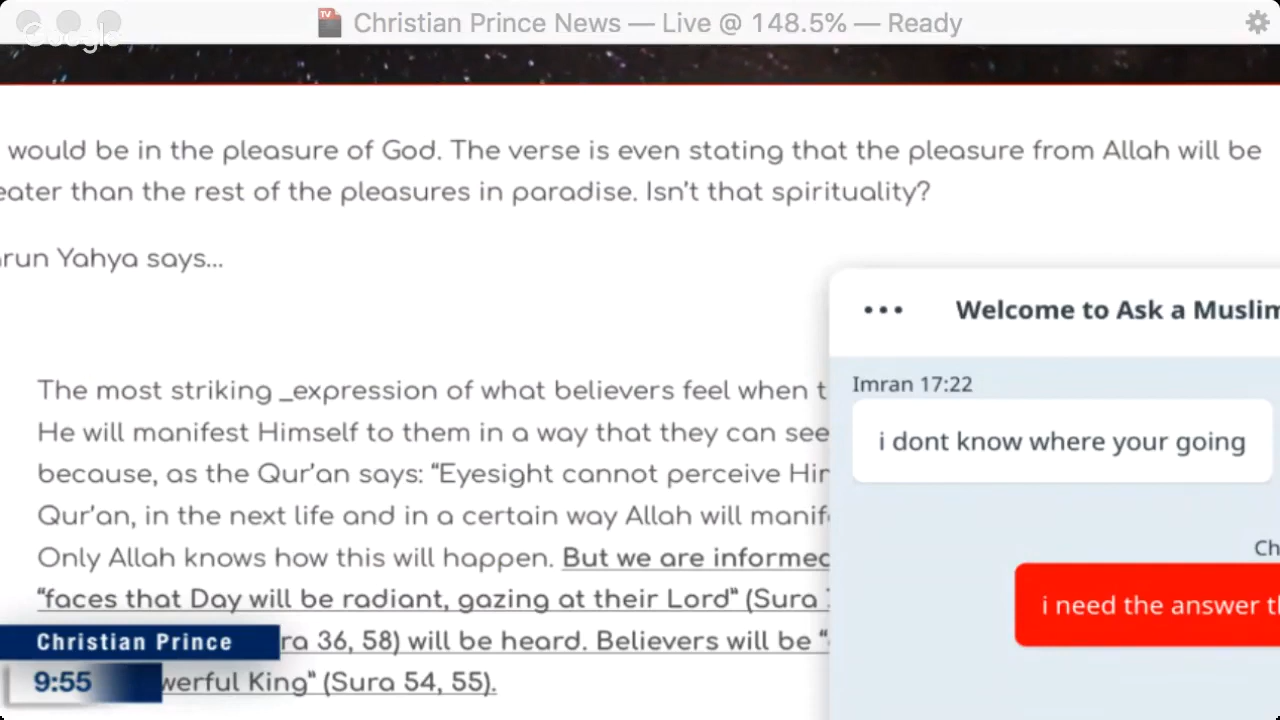 Google
TV
Christian Prince News — Live @ 148.5% — Ready
would be in the pleasure of God. The verse is even stating that the pleasure from Allah will be
eater than the rest of the pleasures in paradise. Isn't that spirituality?
arun Yahya says...
The most striking _expression of what believers feel when t
He will manifest Himself to them in a way that they can see
because, as the Qur'an says: “Eyesight cannot perceive Him
Qur'an, in the next life and in a certain way Allah will manif
Only Allah knows how this will happen. But we are informed
“faces that Day will be radiant, gazing at their Lord” (Sura
ra 36, 58) will be heard. Believers will be “
werful King” (Sura 54, 55).
Welcome to Ask a Muslim
Imran 17:22
i dont know where your going
Ch
i need the answer th
Christian Prince
9:55